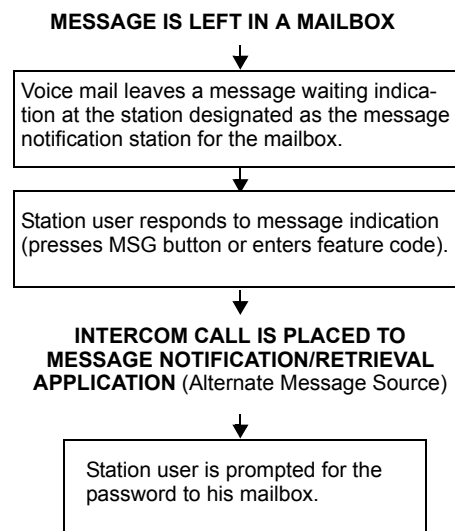 MESSAGE IS LEFT IN A MAILBOX
Voice mail leaves a message waiting indica-
tion at the station designated as the message
notification station for the mailbox.
Station user responds to message indication
(presses MSG button or enters feature code).
INTERCOM CALL IS PLACED TO
MESSAGE NOTIFICATION/RETRIEVAL
APPLICATION (Alternate Message Source)
Station user is prompted for the
password to his mailbox.